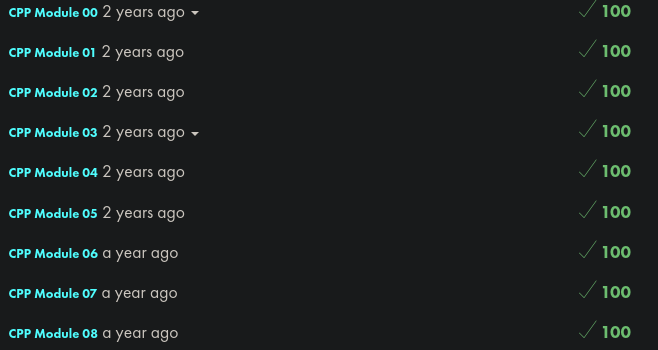 CPP Module 00 2 years ago 100
CPP Module 01 2 years ago 100
CPP Module 02 2 years ago 100
CPP Module 03 2 years ago 100
CPP Module 04 2 years ago 100
CPP Module 05 2 years ago 100
CPP Module 06 a year ago 100
CPP Module 07 a year ago 100
CPP Module 08 a year ago 100